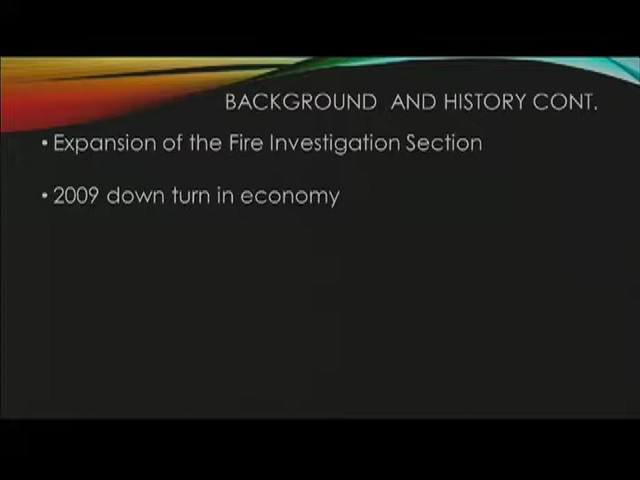 BACKGROUND AND HISTORY CONT.
• Expansion of the Fire Investigation Section
• 2009 down turn in economy